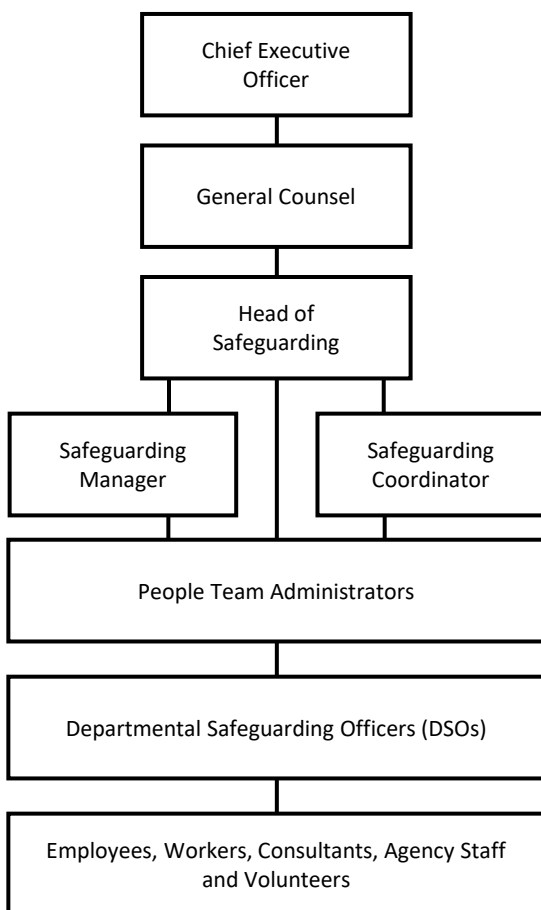 Chief Executive
Officer
General Counsel
Head of
Safeguarding
Safeguarding
Manager
Safeguarding
Coordinator
People Team Administrators
Departmental Safeguarding Officers (DSOs)
Employees, Workers, Consultants, Agency Staff
and Volunteers